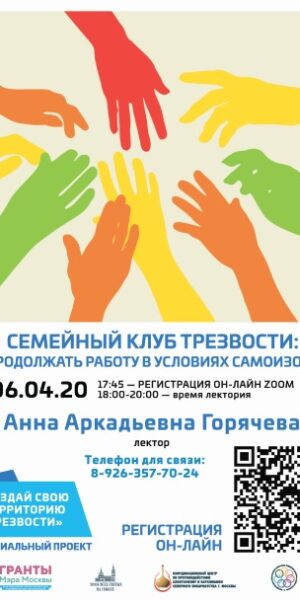 СЕМЕЙНЫЙ КЛУБ ТРЕЗВОСТИ:
РОДОЛЖАТЬ РАБОТУ В УСЛОВИЯХ САМОИЗО
06.04.20
17:45 — РЕГИСТРАЦИЯ ОН-ЛАЙН ZOOM
18:00-20:00 — время лектория
Анна Аркадьевна Горячева
лектор
Телефон для связи:
8-926-357-70-24
ЗДАЙ СВОЮ
РРИТОРИЮ
РЕЗВОСТИ»
ИАЛЬНЫЙ ПРОЕКТ
РЕГИСТРАЦИЯ
ОН-ЛАЙН
ГРАНТЫ
Мэра Москвы